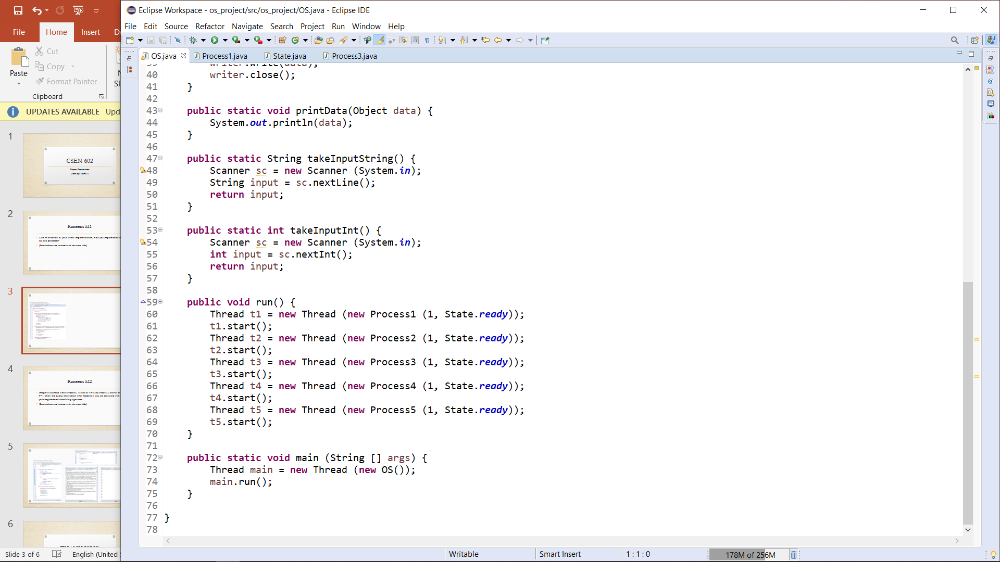 Eclipse Workspace - os_project/src/os_project/OS.java - Eclipse IDE
File Edit Source Refactor Navigate Search Project Run Window Help
File Home Insert D
OS.java Process1.java State.java Process3.java
Cut
Copy
Format Painter
Paste
Clipboard
UPDATES AVAILABLE Upd
1
CSEN 602
Project Presentation
2
Raneem M1
3
4
Raneem M2
5
6
39 writer.write(data);
40 writer.close();
41 }
42
43 public static void printData(Object data) {
44 System.out.println(data);
45 }
46
47 public static String takeInputString() {
48 Scanner sc = new Scanner (System.in);
49 String input = sc.nextLine();
50 return input;
51 }
52
53 public static int takeInputInt() {
54 Scanner sc = new Scanner (System.in);
55 int input = sc.nextInt();
56 return input;
57 }
58
59 public void run() {
60 Thread t1 = new Thread (new Process1 (1, State.ready));
61 t1.start();
62 Thread t2 = new Thread (new Process2 (1, State.ready));
63 t2.start();
64 Thread t3 = new Thread (new Process3 (1, State.ready));
65 t3.start();
66 Thread t4 = new Thread (new Process4 (1, State.ready));
67 t4.start();
68 Thread t5 = new Thread (new Process5 (1, State.ready));
69 t5.start();
70 }
71
72 public static void main (String [] args) {
73 Thread main = new Thread (new OS());
74 main.run();
75 }
76
77 }
78
Slide 3 of 6 English (United
Writable Smart Insert 1 : 1 : 0 178M of 256M